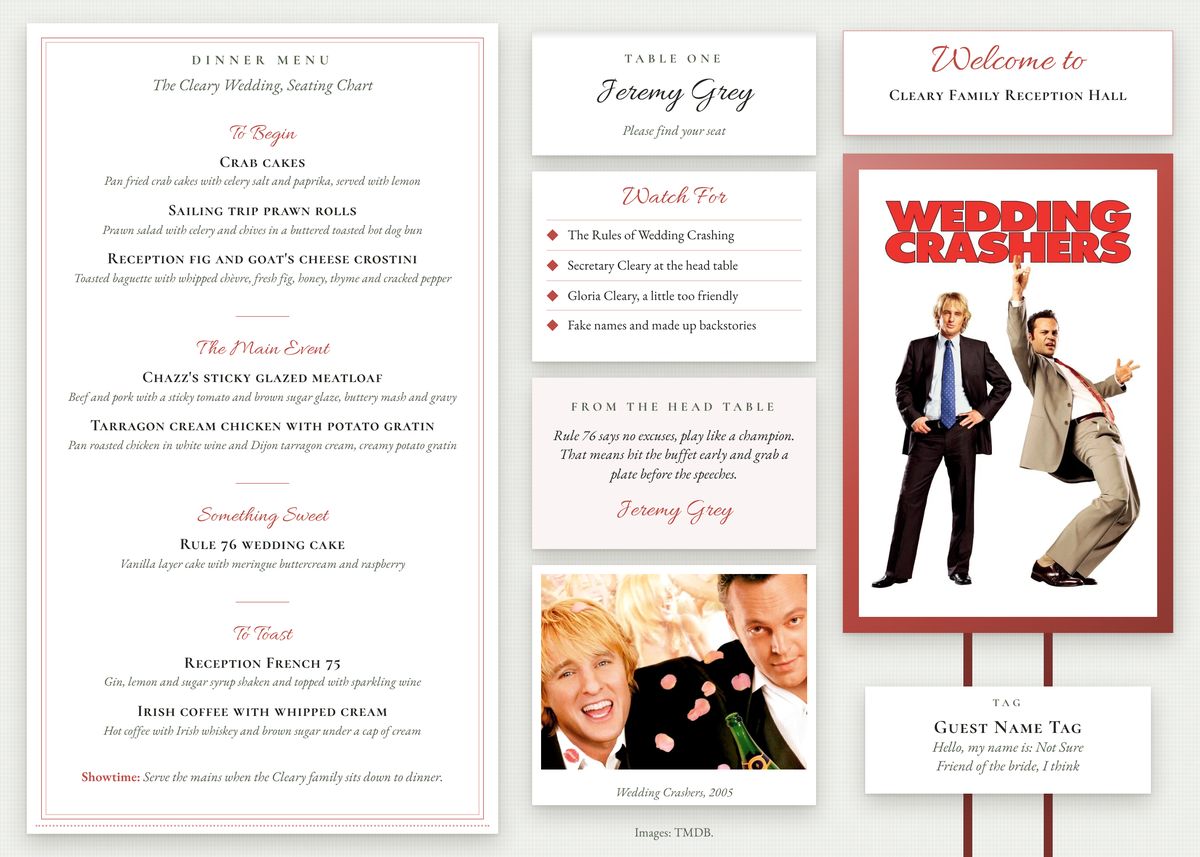 DINNER MENU
The Cleary Wedding, Seating Chart
To Begin
Crab cakes
Pan fried crab cakes with celery salt and paprika, served with lemon
Sailing trip prawn rolls
Prawn salad with celery and chives in a buttered toasted hot dog bun
Reception fig and goat's cheese crostini
Toasted baguette with whipped chèvre, fresh fig, honey, thyme and cracked pepper
The Main Event
Chazz's sticky glazed meatloaf
Beef and pork with a sticky tomato and brown sugar glaze, buttery mash and gravy
Tarragon cream chicken with potato gratin
Pan roasted chicken in white wine and Dijon tarragon cream, creamy potato gratin
Something Sweet
Rule 76 wedding cake
Vanilla layer cake with meringue buttercream and raspberry
To Toast
Reception French 75
Gin, lemon and sugar syrup shaken and topped with sparkling wine
Irish coffee with whipped cream
Hot coffee with Irish whiskey and brown sugar under a cap of cream
Showtime: Serve the mains when the Cleary family sits down to dinner.
TABLE ONE
Jeremy Grey
Please find your seat
Watch For
The Rules of Wedding Crashing
Secretary Cleary at the head table
Gloria Cleary, a little too friendly
Fake names and made up backstories
FROM THE HEAD TABLE
Rule 76 says no excuses, play like a champion.
That means hit the buffet early and grab a
plate before the speeches.
Jeremy Grey
Wedding Crashers, 2005
Images: TMDB.
Welcome to
Cleary Family Reception Hall
WEDDING
CRASHERS
TAG
Guest Name Tag
Hello, my name is: Not Sure
Friend of the bride, I think